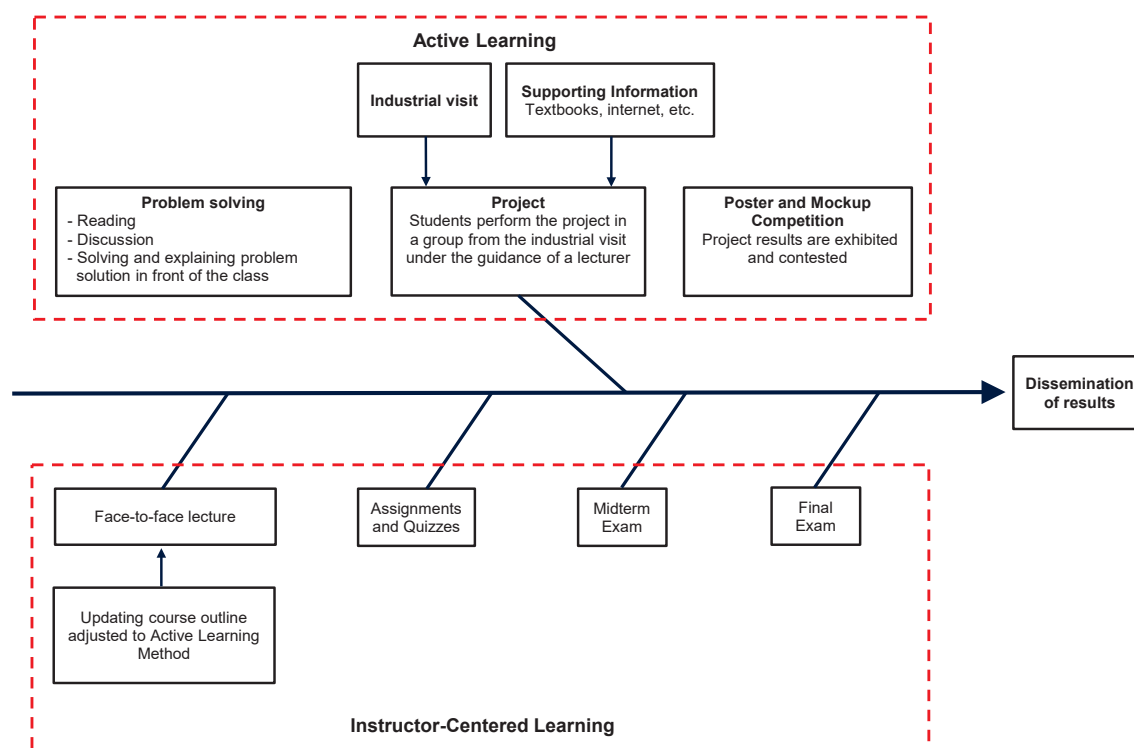 Active Learning
Industrial visit
Supporting Information
Textbooks, internet, etc.
Problem solving
- Reading
- Discussion
- Solving and explaining problem
solution in front of the class
Project
Students perform the project in
a group from the industrial visit
under the guidance of a lecturer
Poster and Mockup
Competition
Project results are exhibited
and contested
Dissemination
of results
Face-to-face lecture
Assignments
and Quizzes
Midterm
Exam
Final
Exam
Updating course outline
adjusted to Active Learning
Method
Instructor-Centered Learning